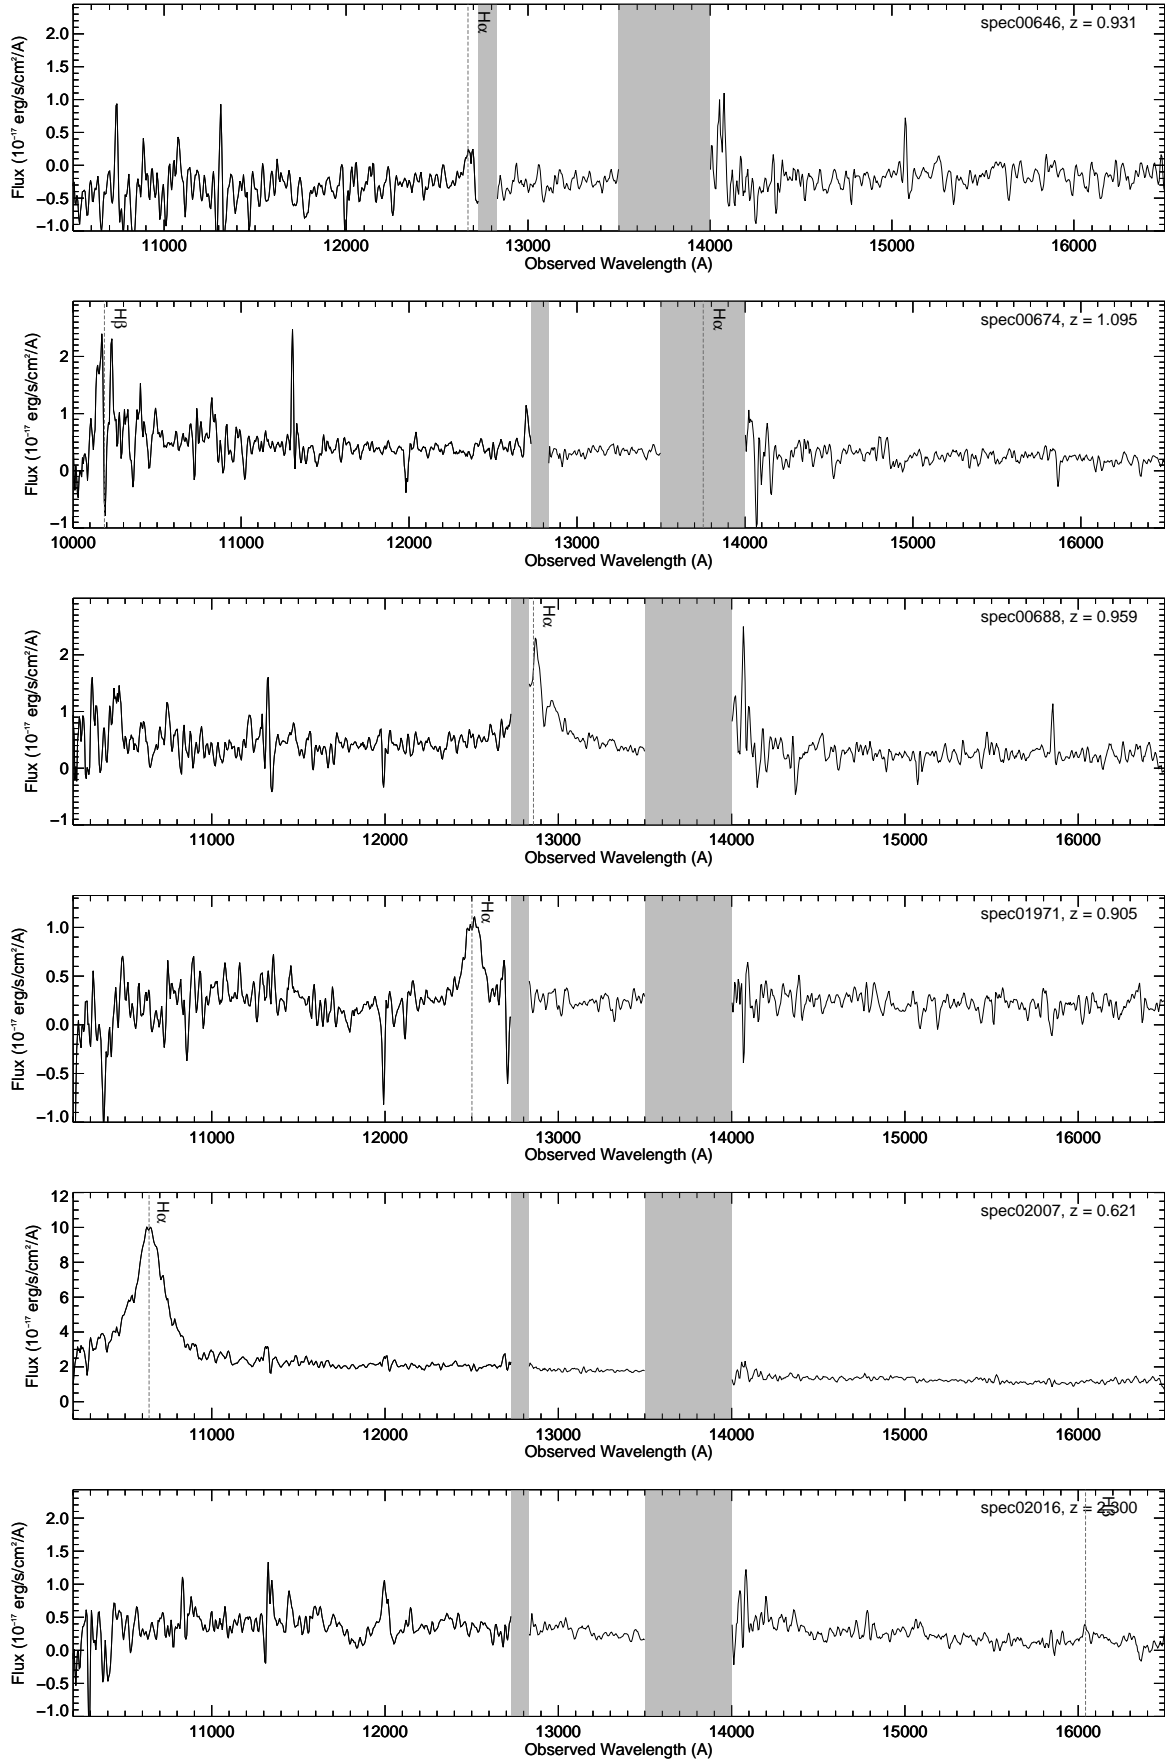 spec00646, z = 0.931
Hα
2.0
1.5
1.0
0.5
0.0
−0.5
−1.0
Flux (10⁻¹⁷ erg/s/cm²/A)
11000 12000 13000 14000 15000 16000
Observed Wavelength (A)
spec00674, z = 1.095
Hβ Hα
2
1
0
−1
Flux (10⁻¹⁷ erg/s/cm²/A)
10000 11000 12000 13000 14000 15000 16000
Observed Wavelength (A)
spec00688, z = 0.959
Hα
2
1
0
−1
Flux (10⁻¹⁷ erg/s/cm²/A)
11000 12000 13000 14000 15000 16000
Observed Wavelength (A)
spec01971, z = 0.905
Hα
1.0
0.5
0.0
−0.5
−1.0
Flux (10⁻¹⁷ erg/s/cm²/A)
11000 12000 13000 14000 15000 16000
Observed Wavelength (A)
spec02007, z = 0.621
Hα
12
10
8
6
4
2
0
Flux (10⁻¹⁷ erg/s/cm²/A)
11000 12000 13000 14000 15000 16000
Observed Wavelength (A)
spec02016, z = 2.300
Hβ
2.0
1.5
1.0
0.5
0.0
−0.5
−1.0
Flux (10⁻¹⁷ erg/s/cm²/A)
11000 12000 13000 14000 15000 16000
Observed Wavelength (A)